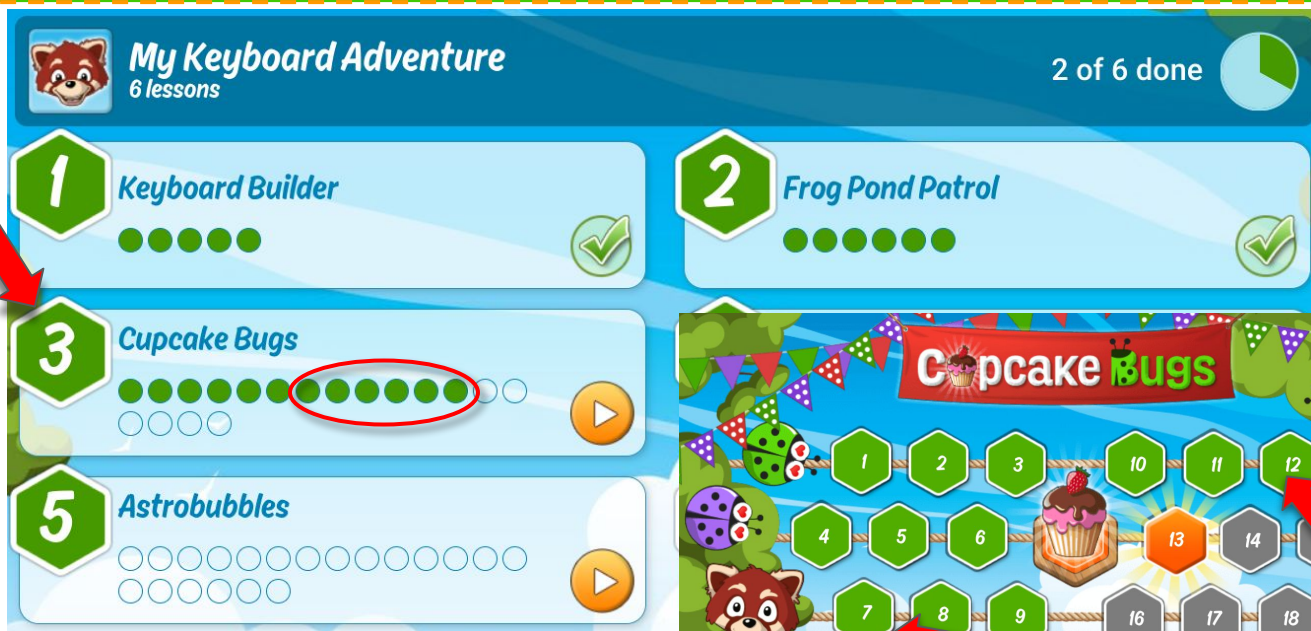 My Keyboard Adventure
6 lessons
2 of 6 done
1
Keyboard Builder
2
Frog Pond Patrol
3
Cupcake Bugs
5
Astrobubbles
Cupcake Bugs
1 2 3 10 11 12
4 5 6 13 14
7 8 9 16 17 18